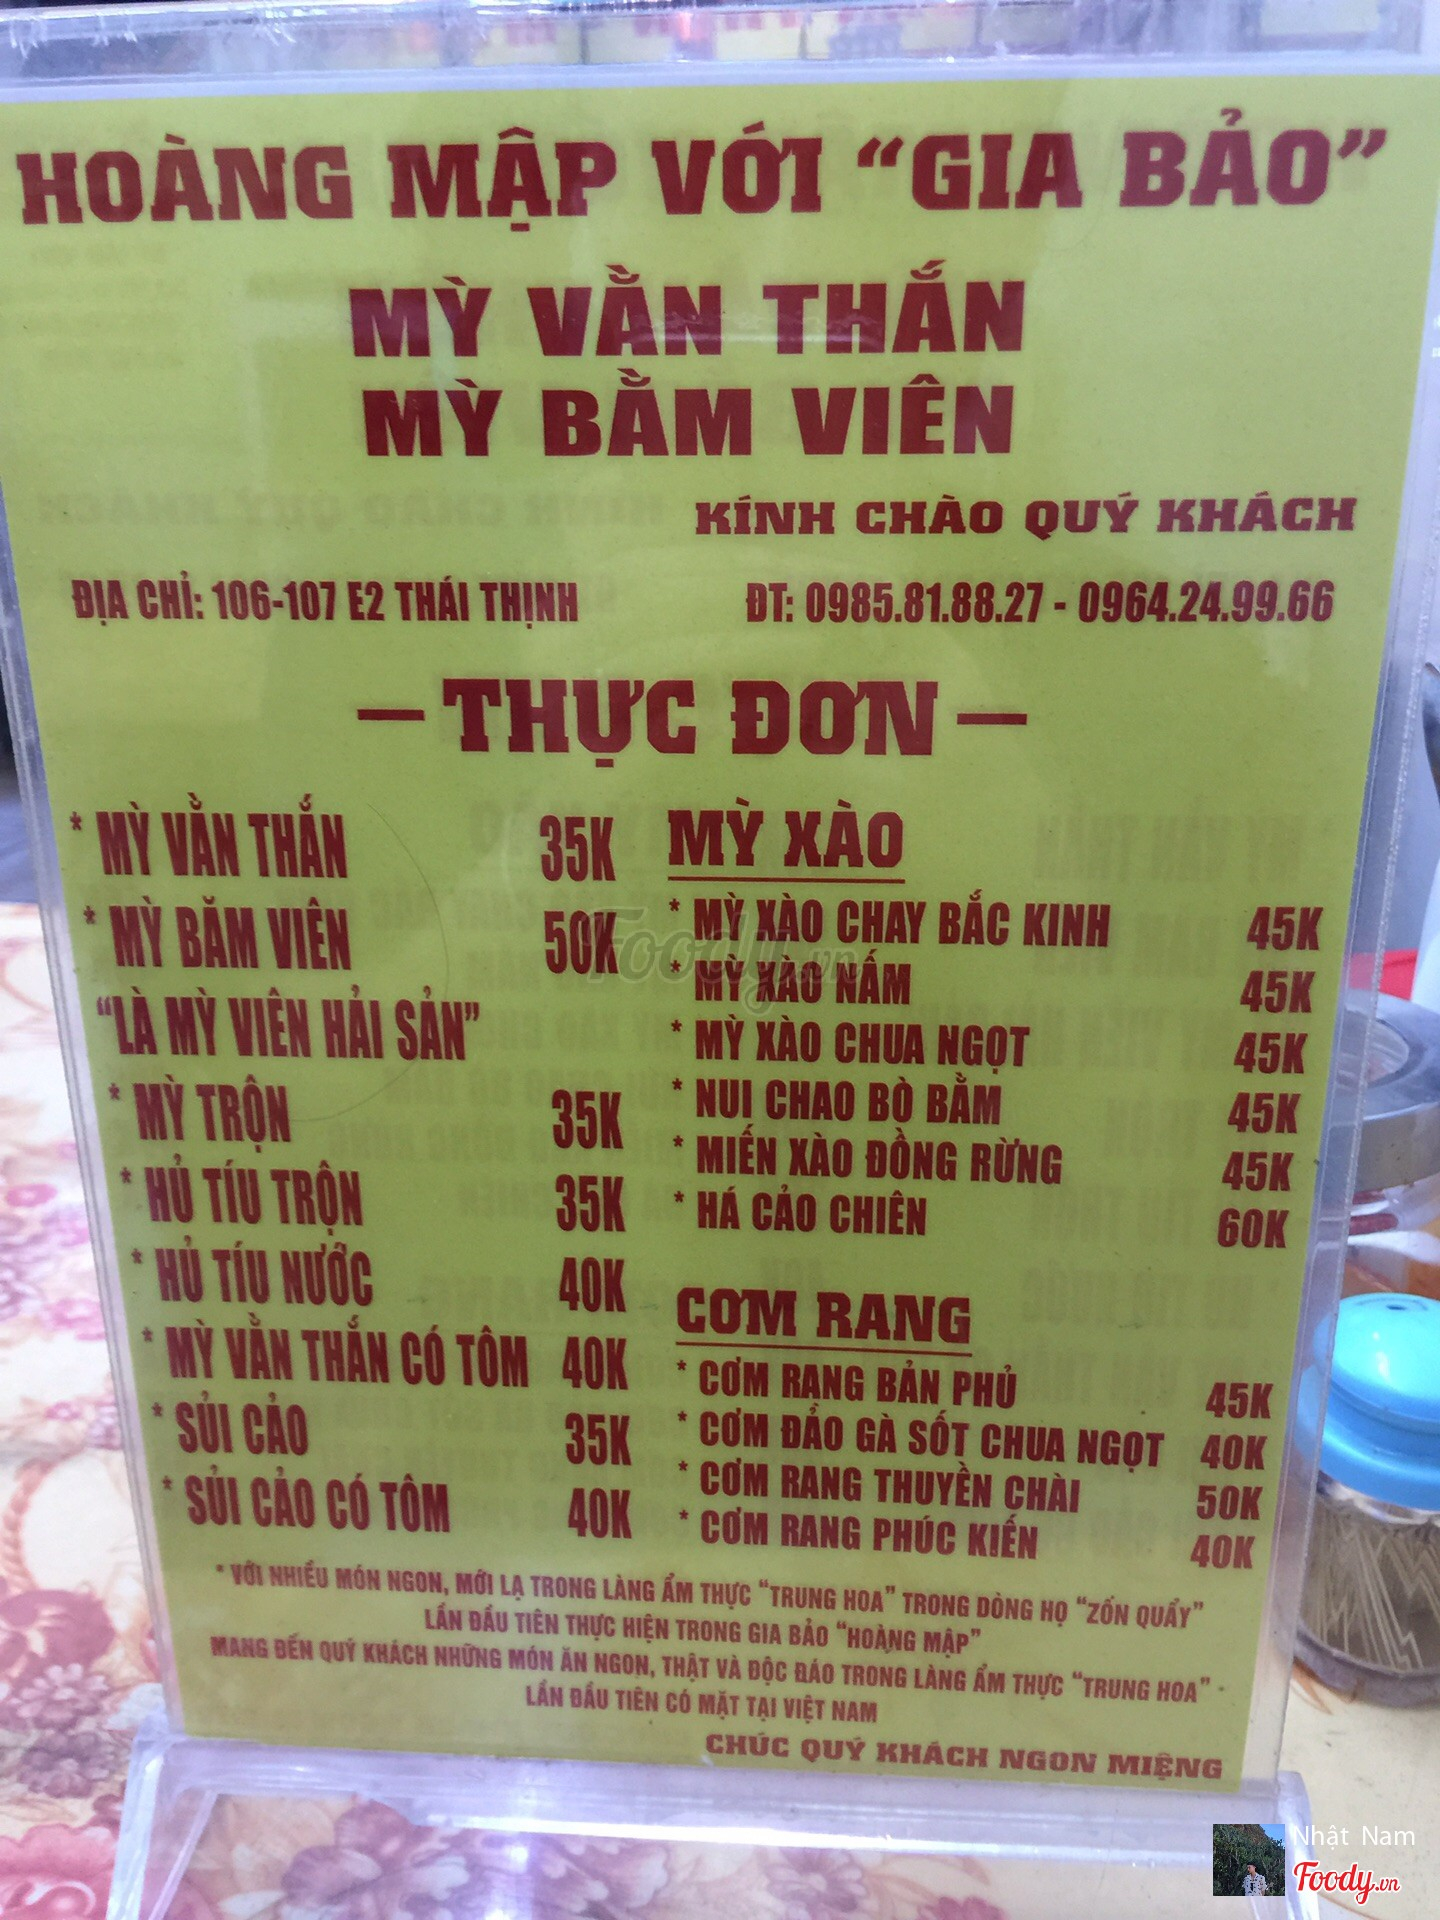 HOÀNG MẬP VỚI “GIA BẢO”
MỲ VẰN THẮN
MỲ BẰM VIÊN
KÍNH CHÀO QUÝ KHÁCH
ĐỊA CHỈ: 106-107 E2 THÁI THỊNH
ĐT: 0985.81.88.27 - 0964.24.99.66
— THỰC ĐƠN —
* MỲ VẰN THẮN 35K
* MỲ BĂM VIÊN 50K
“LÀ MỲ VIÊN HẢI SẢN”
* MỲ TRỘN 35K
* HỦ TÍU TRỘN 35K
* HỦ TÍU NƯỚC 40K
* MỲ VẰN THẮN CÓ TÔM 40K
* SỦI CẢO 35K
* SỦI CẢO CÓ TÔM 40K
MỲ XÀO
* MỲ XÀO CHAY BẮC KINH 45K
* MỲ XÀO NẤM 45K
* MỲ XÀO CHUA NGỌT 45K
* NUI CHAO BÒ BẰM 45K
* MIẾN XÀO ĐỒNG RỪNG 45K
* HÁ CẢO CHIÊN 60K
CƠM RANG
* CƠM RANG BẢN PHỦ 45K
* CƠM ĐẢO GÀ SỐT CHUA NGỌT 40K
* CƠM RANG THUYỀN CHÀI 50K
* CƠM RANG PHÚC KIẾN 40K
* VỚI NHIỀU MÓN NGON, MỚI LẠ TRONG LÀNG ẨM THỰC “TRUNG HOA” TRONG DÒNG HỌ “ZỐN QUẨY”
LẦN ĐẦU TIÊN THỰC HIỆN TRONG GIA BẢO “HOÀNG MẬP”
MANG ĐẾN QUÝ KHÁCH NHỮNG MÓN ĂN NGON, THẬT VÀ ĐỘC ĐÁO TRONG LÀNG ẨM THỰC “TRUNG HOA” -
LẦN ĐẦU TIÊN CÓ MẶT TẠI VIỆT NAM
CHÚC QUÝ KHÁCH NGON MIỆNG
Foody.vn
Nhật Nam
Foody.vn